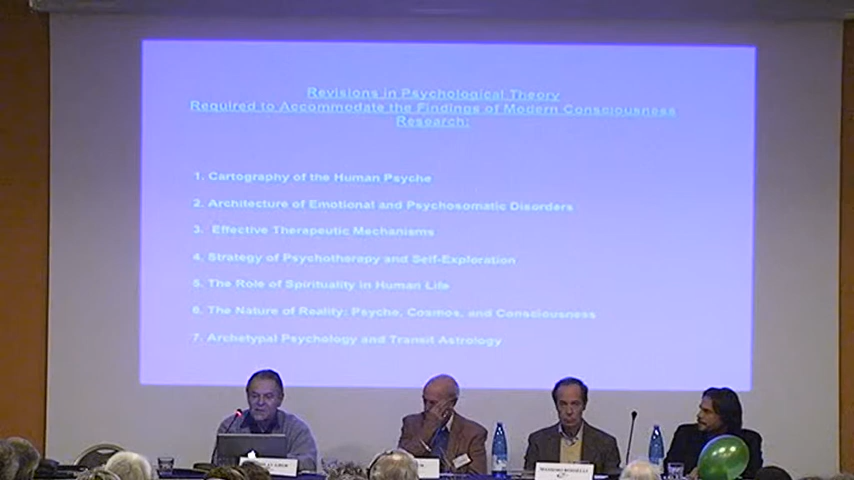 Revisions in Psychological Theory
Required to Accommodate the Findings of Modern Consciousness
Research:
1. Cartography of the Human Psyche
2. Architecture of Emotional and Psychosomatic Disorders
3. Effective Therapeutic Mechanisms
4. Strategy of Psychotherapy and Self-Exploration
5. The Role of Spirituality in Human Life
6. The Nature of Reality: Psyche, Cosmos, and Consciousness
7. Archetypal Psychology and Transit Astrology